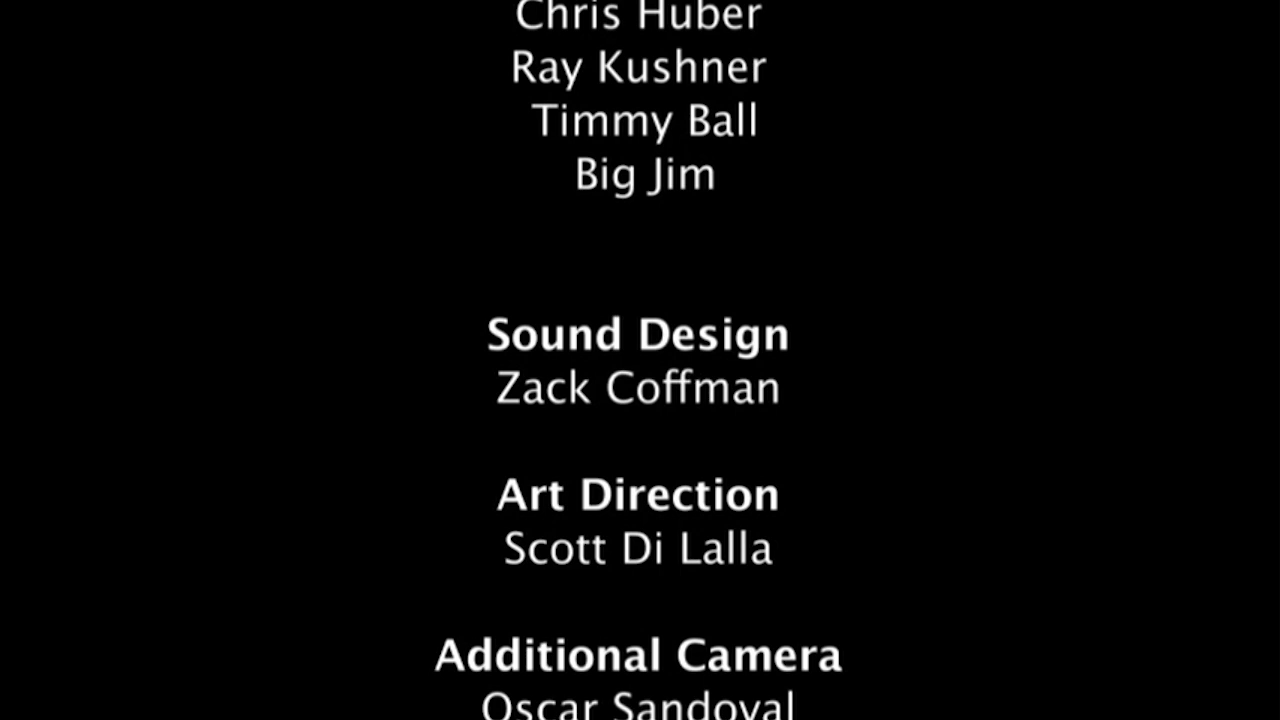 Chris Huber
Ray Kushner
Timmy Ball
Big Jim
Sound Design
Zack Coffman
Art Direction
Scott Di Lalla
Additional Camera
Oscar Sandoval